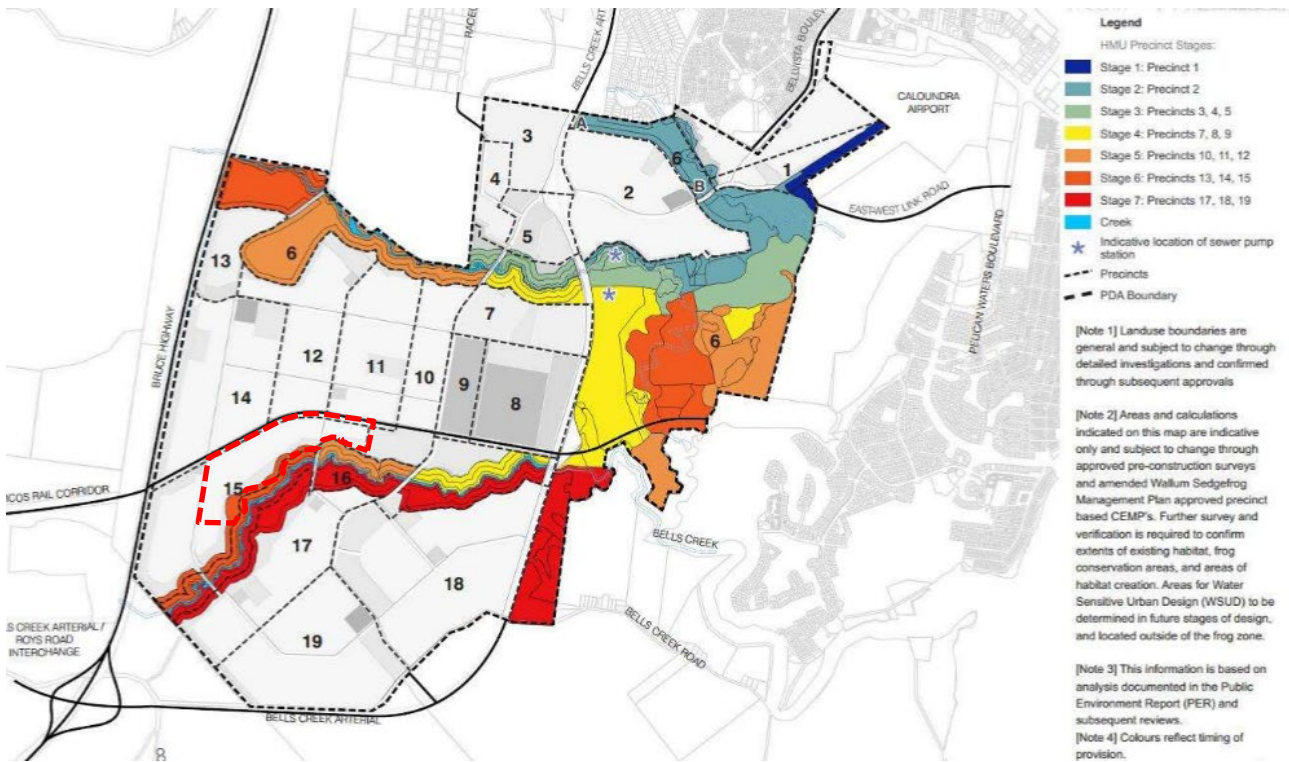 RACEC
BELLS CREEK ART
BELLVISTA BOULEV
CALOUNDRA
AIRPORT
A
3
6
1
4
2
B
EAST-WEST LINK ROAD
5
6
13
7
6
PELICAN WATERS BOULEVARD
BRUCE HIGHWAY
12
11
10
9
8
14
COS RAIL CORRIDOR
15
16
17
BELLS CREEK
18
S CREEK ARTERIAL /
ROYS ROAD
INTERCHANGE
19
BELLS CREEK ROAD
BELLS CREEK ARTERIAL
Legend
HMU Precinct Stages:
Stage 1: Precinct 1
Stage 2: Precinct 2
Stage 3: Precincts 3, 4, 5
Stage 4: Precincts 7, 8, 9
Stage 5: Precincts 10, 11, 12
Stage 6: Precincts 13, 14, 15
Stage 7: Precincts 17, 18, 19
Creek
Indicative location of sewer pump
station
Precincts
PDA Boundary
[Note 1] Landuse boundaries are
general and subject to change through
detailed investigations and confirmed
through subsequent approvals
[Note 2] Areas and calculations
indicated on this map are indicative
only and subject to change through
approved pre-construction surveys
and amended Wallum Sedgefrog
Management Plan approved precinct
based CEMP's. Further survey and
verification is required to confirm
extents of existing habitat, frog
conservation areas, and areas of
habitat creation. Areas for Water
Sensitive Urban Design (WSUD) to be
determined in future stages of design,
and located outside of the frog zone.
[Note 3] This information is based on
analysis documented in the Public
Environment Report (PER) and
subsequent reviews.
[Note 4] Colours reflect timing of
provision.